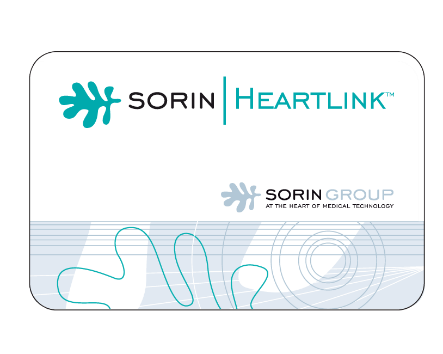 SORIN | HEARTLINK™
SORIN GROUP
AT THE HEART OF MEDICAL TECHNOLOGY